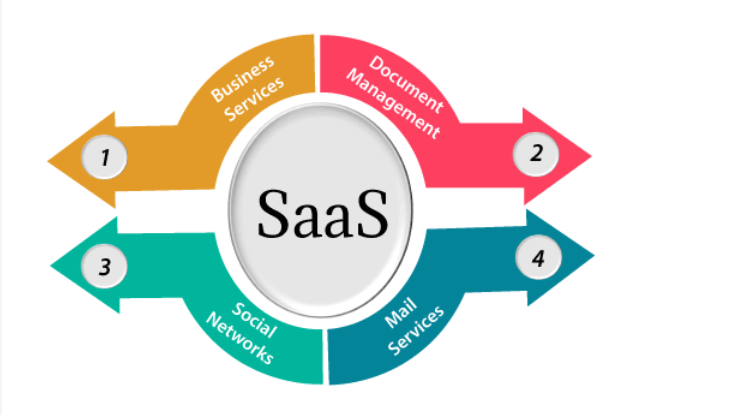 Business
Services
1
Document
Management
2
SaaS
3
Social
Networks
4
Mail
Services